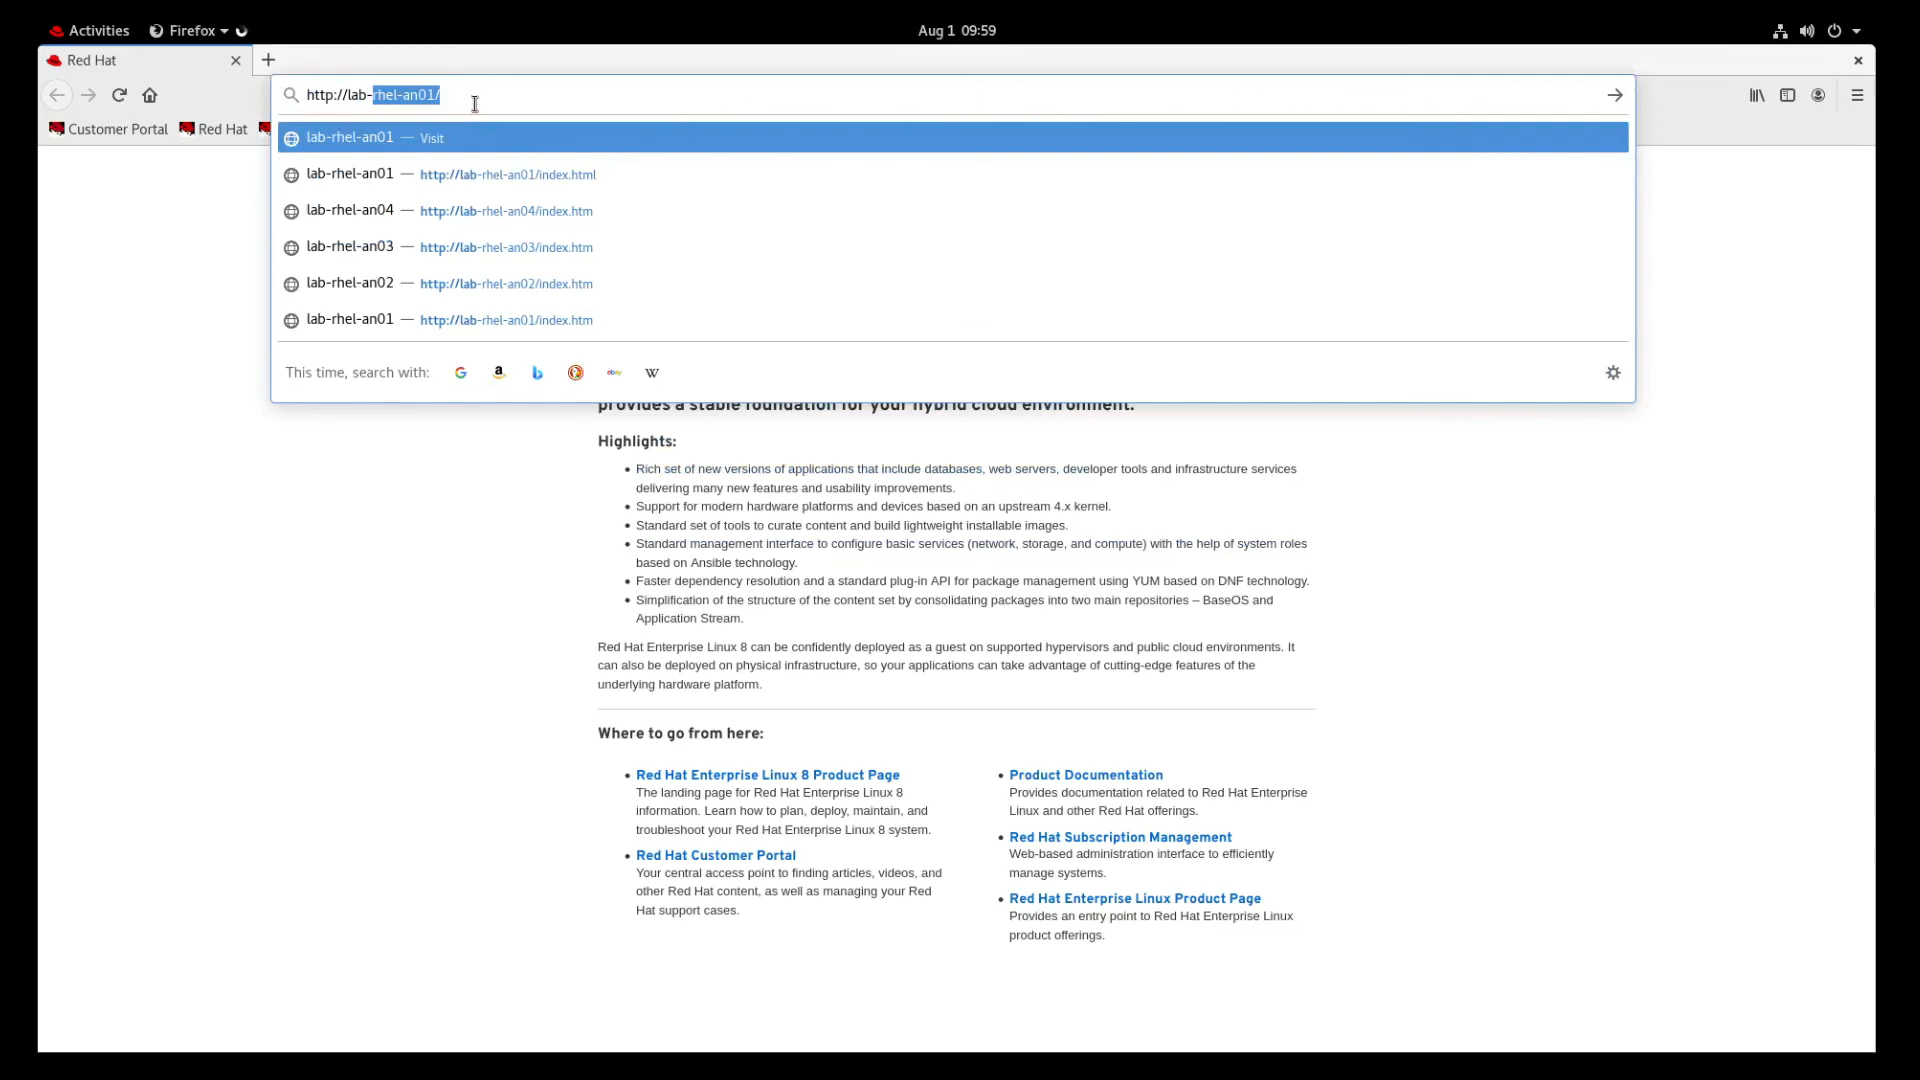 Activities Firefox Aug 1 09:59
Red Hat
http://lab-rhel-an01/
Customer Portal Red Hat
lab-rhel-an01 — Visit
lab-rhel-an01 — http://lab-rhel-an01/index.html
lab-rhel-an04 — http://lab-rhel-an04/index.htm
lab-rhel-an03 — http://lab-rhel-an03/index.htm
lab-rhel-an02 — http://lab-rhel-an02/index.htm
lab-rhel-an01 — http://lab-rhel-an01/index.htm
This time, search with: G a b ebay W
provides a stable foundation for your hybrid cloud environment.
Highlights:
• Rich set of new versions of applications that include databases, web servers, developer tools and infrastructure services
delivering many new features and usability improvements.
• Support for modern hardware platforms and devices based on an upstream 4.x kernel.
• Standard set of tools to curate content and build lightweight installable images.
• Standard management interface to configure basic services (network, storage, and compute) with the help of system roles
based on Ansible technology.
• Faster dependency resolution and a standard plug-in API for package management using YUM based on DNF technology.
• Simplification of the structure of the content set by consolidating packages into two main repositories – BaseOS and
Application Stream.
Red Hat Enterprise Linux 8 can be confidently deployed as a guest on supported hypervisors and public cloud environments. It
can also be deployed on physical infrastructure, so your applications can take advantage of cutting-edge features of the
underlying hardware platform.
Where to go from here:
• Red Hat Enterprise Linux 8 Product Page
The landing page for Red Hat Enterprise Linux 8
information. Learn how to plan, deploy, maintain, and
troubleshoot your Red Hat Enterprise Linux 8 system.
• Red Hat Customer Portal
Your central access point to finding articles, videos, and
other Red Hat content, as well as managing your Red
Hat support cases.
• Product Documentation
Provides documentation related to Red Hat Enterprise
Linux and other Red Hat offerings.
• Red Hat Subscription Management
Web-based administration interface to efficiently
manage systems.
• Red Hat Enterprise Linux Product Page
Provides an entry point to Red Hat Enterprise Linux
product offerings.